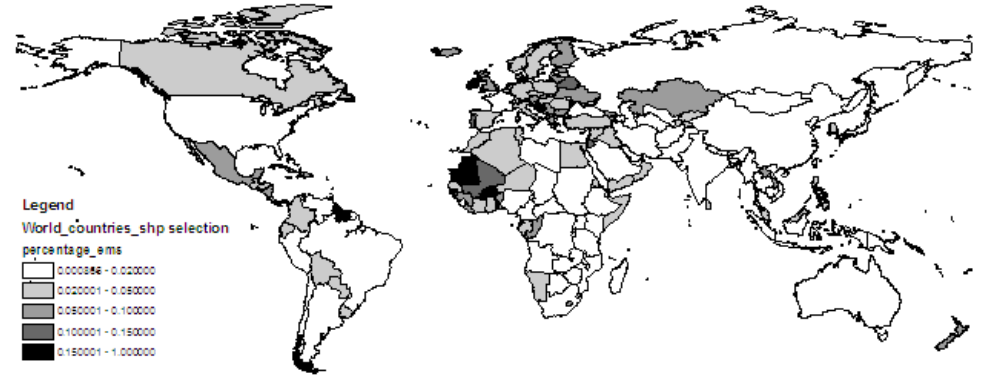 Legend
World_countries_shp selection
percentage_ems
0.000868 - 0.020000
0.020001 - 0.050000
0.050001 - 0.100000
0.100001 - 0.150000
0.150001 - 1.000000